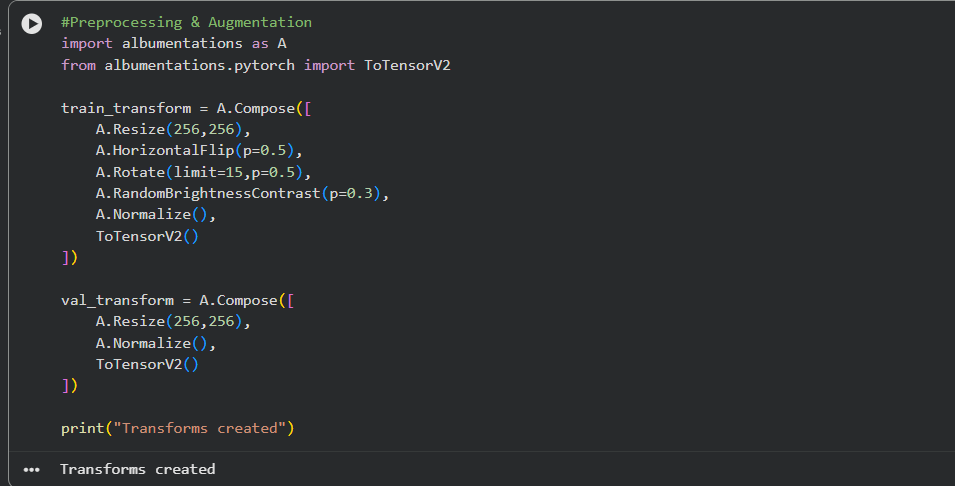 #Preprocessing & Augmentation
import albumentations as A
from albumentations.pytorch import ToTensorV2

train_transform = A.Compose([
    A.Resize(256,256),
    A.HorizontalFlip(p=0.5),
    A.Rotate(limit=15,p=0.5),
    A.RandomBrightnessContrast(p=0.3),
    A.Normalize(),
    ToTensorV2()
])

val_transform = A.Compose([
    A.Resize(256,256),
    A.Normalize(),
    ToTensorV2()
])

print("Transforms created")
Transforms created